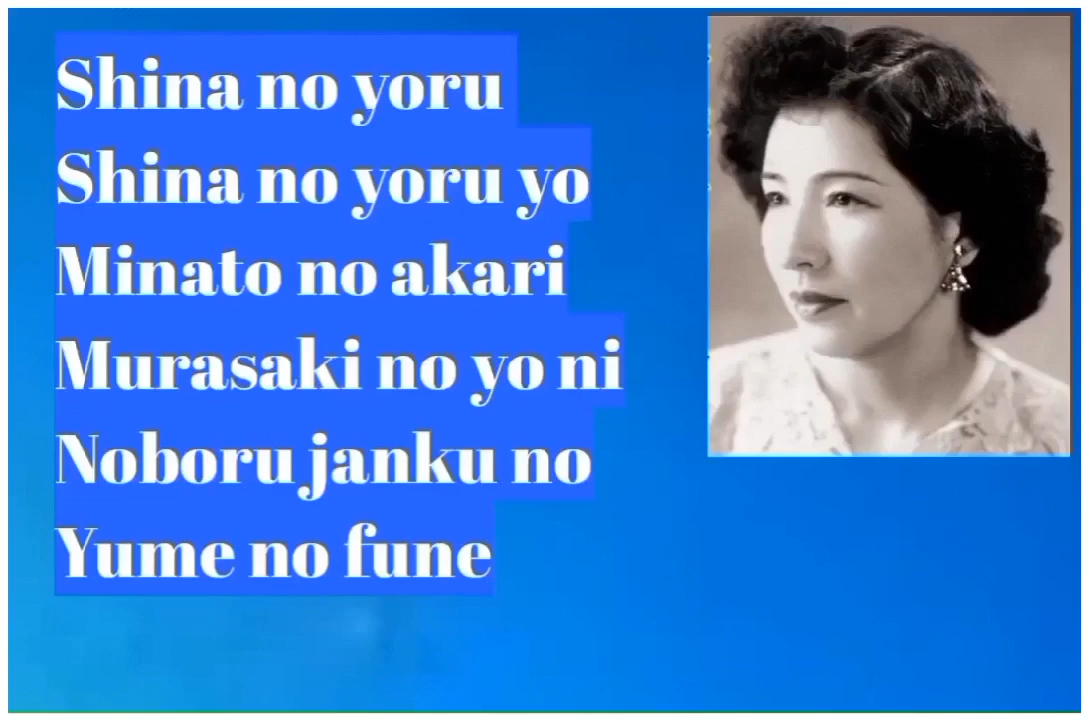 Shina no yoru
Shina no yoru yo
Minato no akari
Murasaki no yo ni
Noboru janku no
Yume no fune